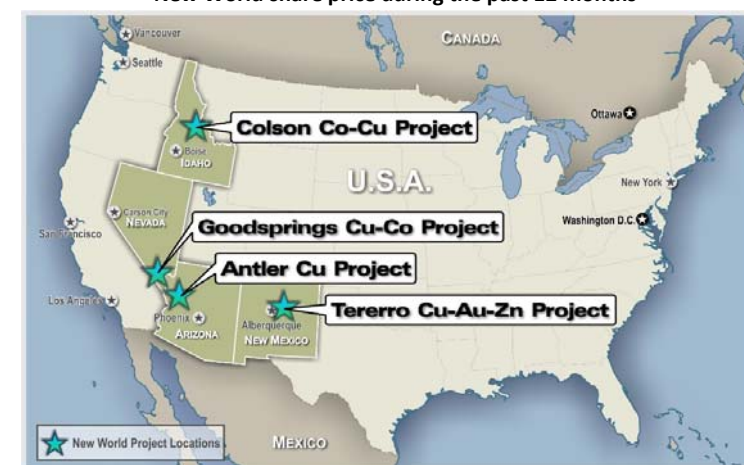 New World share price during the past 12 months
Vancouver
CANADA
Seattle
Ottawa
Colson Co-Cu Project
Boise
IDAHO
U.S.A.
New York
Carson City
NEVADA
Washington D.C.
San Francisco
Goodsprings Cu-Co Project
Antler Cu Project
Los Angeles
Tererro Cu-Au-Zn Project
Phoenix
ARIZONA
Alberquerque
NEW MEXICO
New World Project Locations
MEXICO